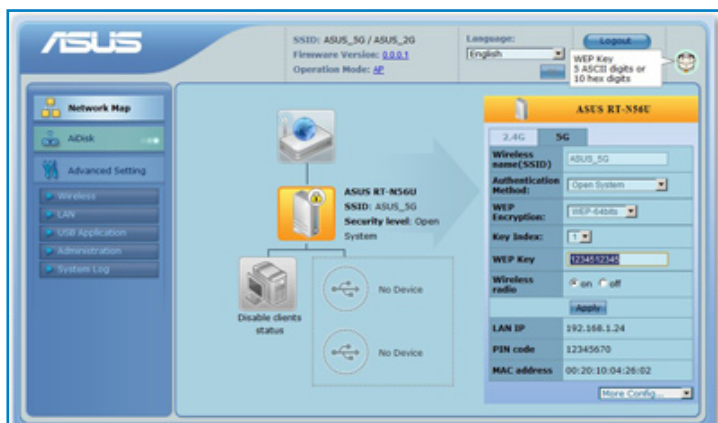 ASUS
SSID: ASUS_5G / ASUS_2G
Firmware Version: 0.0.0.1
Operation Mode: AP
Language:
English
Logout
WEP Key
5 ASCII digits or
10 hex digits
Network Map
AiDisk
Advanced Setting
Wireless
LAN
USB Application
Administration
System Log
ASUS RT-N56U
SSID: ASUS_5G
Security level: Open
System
Disable clients
status
No Device
No Device
ASUS RT-N56U
2.4G 5G
Wireless
name(SSID) ASUS_5G
Authentication
Method: Open System
WEP
Encryption: WEP-64bits
Key Index: 1
WEP Key 1234512345
Wireless
radio on off
Apply
LAN IP 192.168.1.24
PIN code 12345670
MAC address 00:20:10:04:26:02
More Config...